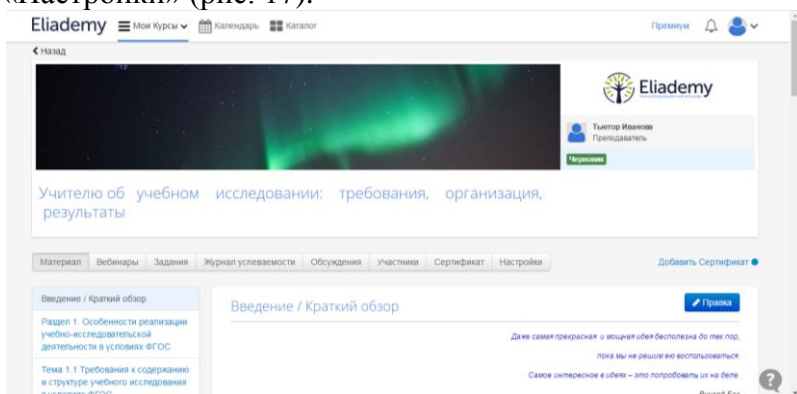 «Настройки» (рис. 17).
Eliademy Мои Курсы Календарь Каталог Премиум
Назад
Eliademy
Тьютор Иванова
Преподаватель
Черновик
Учителю об учебном исследовании: требования, организация,
результаты
Материал Вебинары Задания Журнал успеваемости Обсуждения Участники Сертификат Настройки Добавить Сертификат
Введение / Краткий обзор
Раздел 1. Особенности реализации
учебно-исследовательской
деятельности в условиях ФГОС
Тема 1.1 Требования к содержанию
и структуре учебного исследования
Введение / Краткий обзор
Правка
Даже самая прекрасная и мощная идея бесполезна до тех пор,
пока мы не решим ею воспользоваться.
Самое интересное в идеях – это попробовать их на деле.